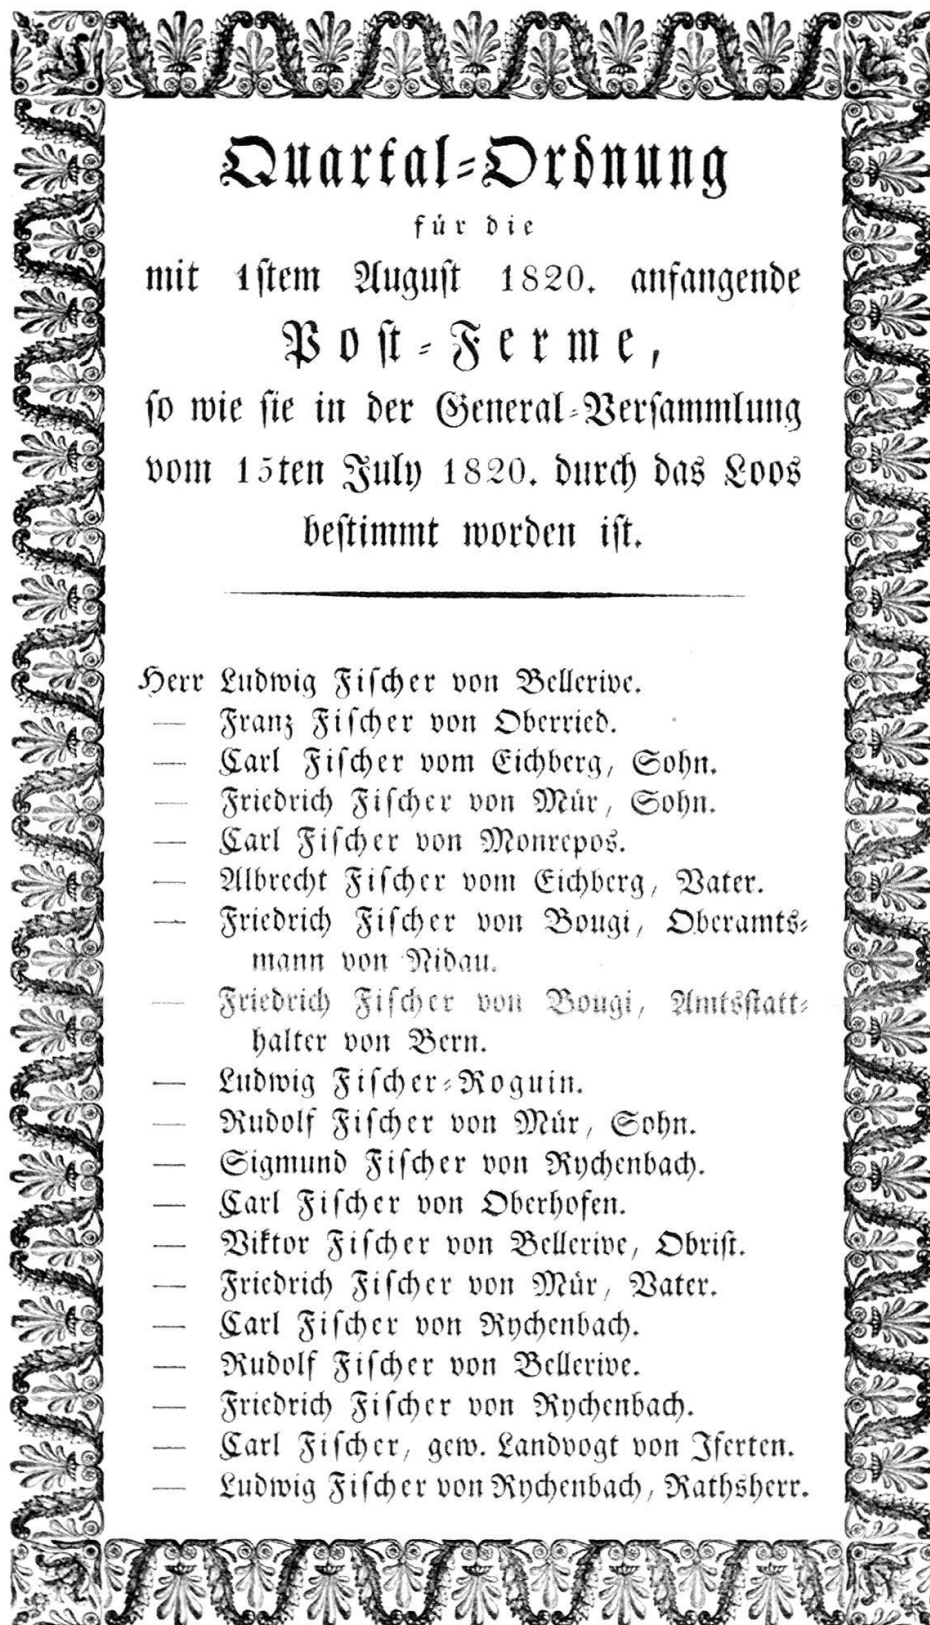 Quartal-Ordnung
für die
mit 1stem August 1820. anfangende
Post-Ferme,
so wie sie in der General-Versammlung
vom 15ten July 1820. durch das Loos
bestimmt worden ist.
Herr Ludwig Fischer von Bellerive.
— Franz Fischer von Oberried.
— Carl Fischer vom Eichberg, Sohn.
— Friedrich Fischer von Mür, Sohn.
— Carl Fischer von Monrepos.
— Albrecht Fischer vom Eichberg, Vater.
— Friedrich Fischer von Bougi, Oberamts-
mann von Nidau.
— Friedrich Fischer von Bougi, Amtsstatt-
halter von Bern.
— Ludwig Fischer-Roguin.
— Rudolf Fischer von Mür, Sohn.
— Sigmund Fischer von Rychenbach.
— Carl Fischer von Oberhofen.
— Viktor Fischer von Bellerive, Obrist.
— Friedrich Fischer von Mür, Vater.
— Carl Fischer von Rychenbach.
— Rudolf Fischer von Bellerive.
— Friedrich Fischer von Rychenbach.
— Carl Fischer, gew. Landvogt von Iferten.
— Ludwig Fischer von Rychenbach, Rathsherr.